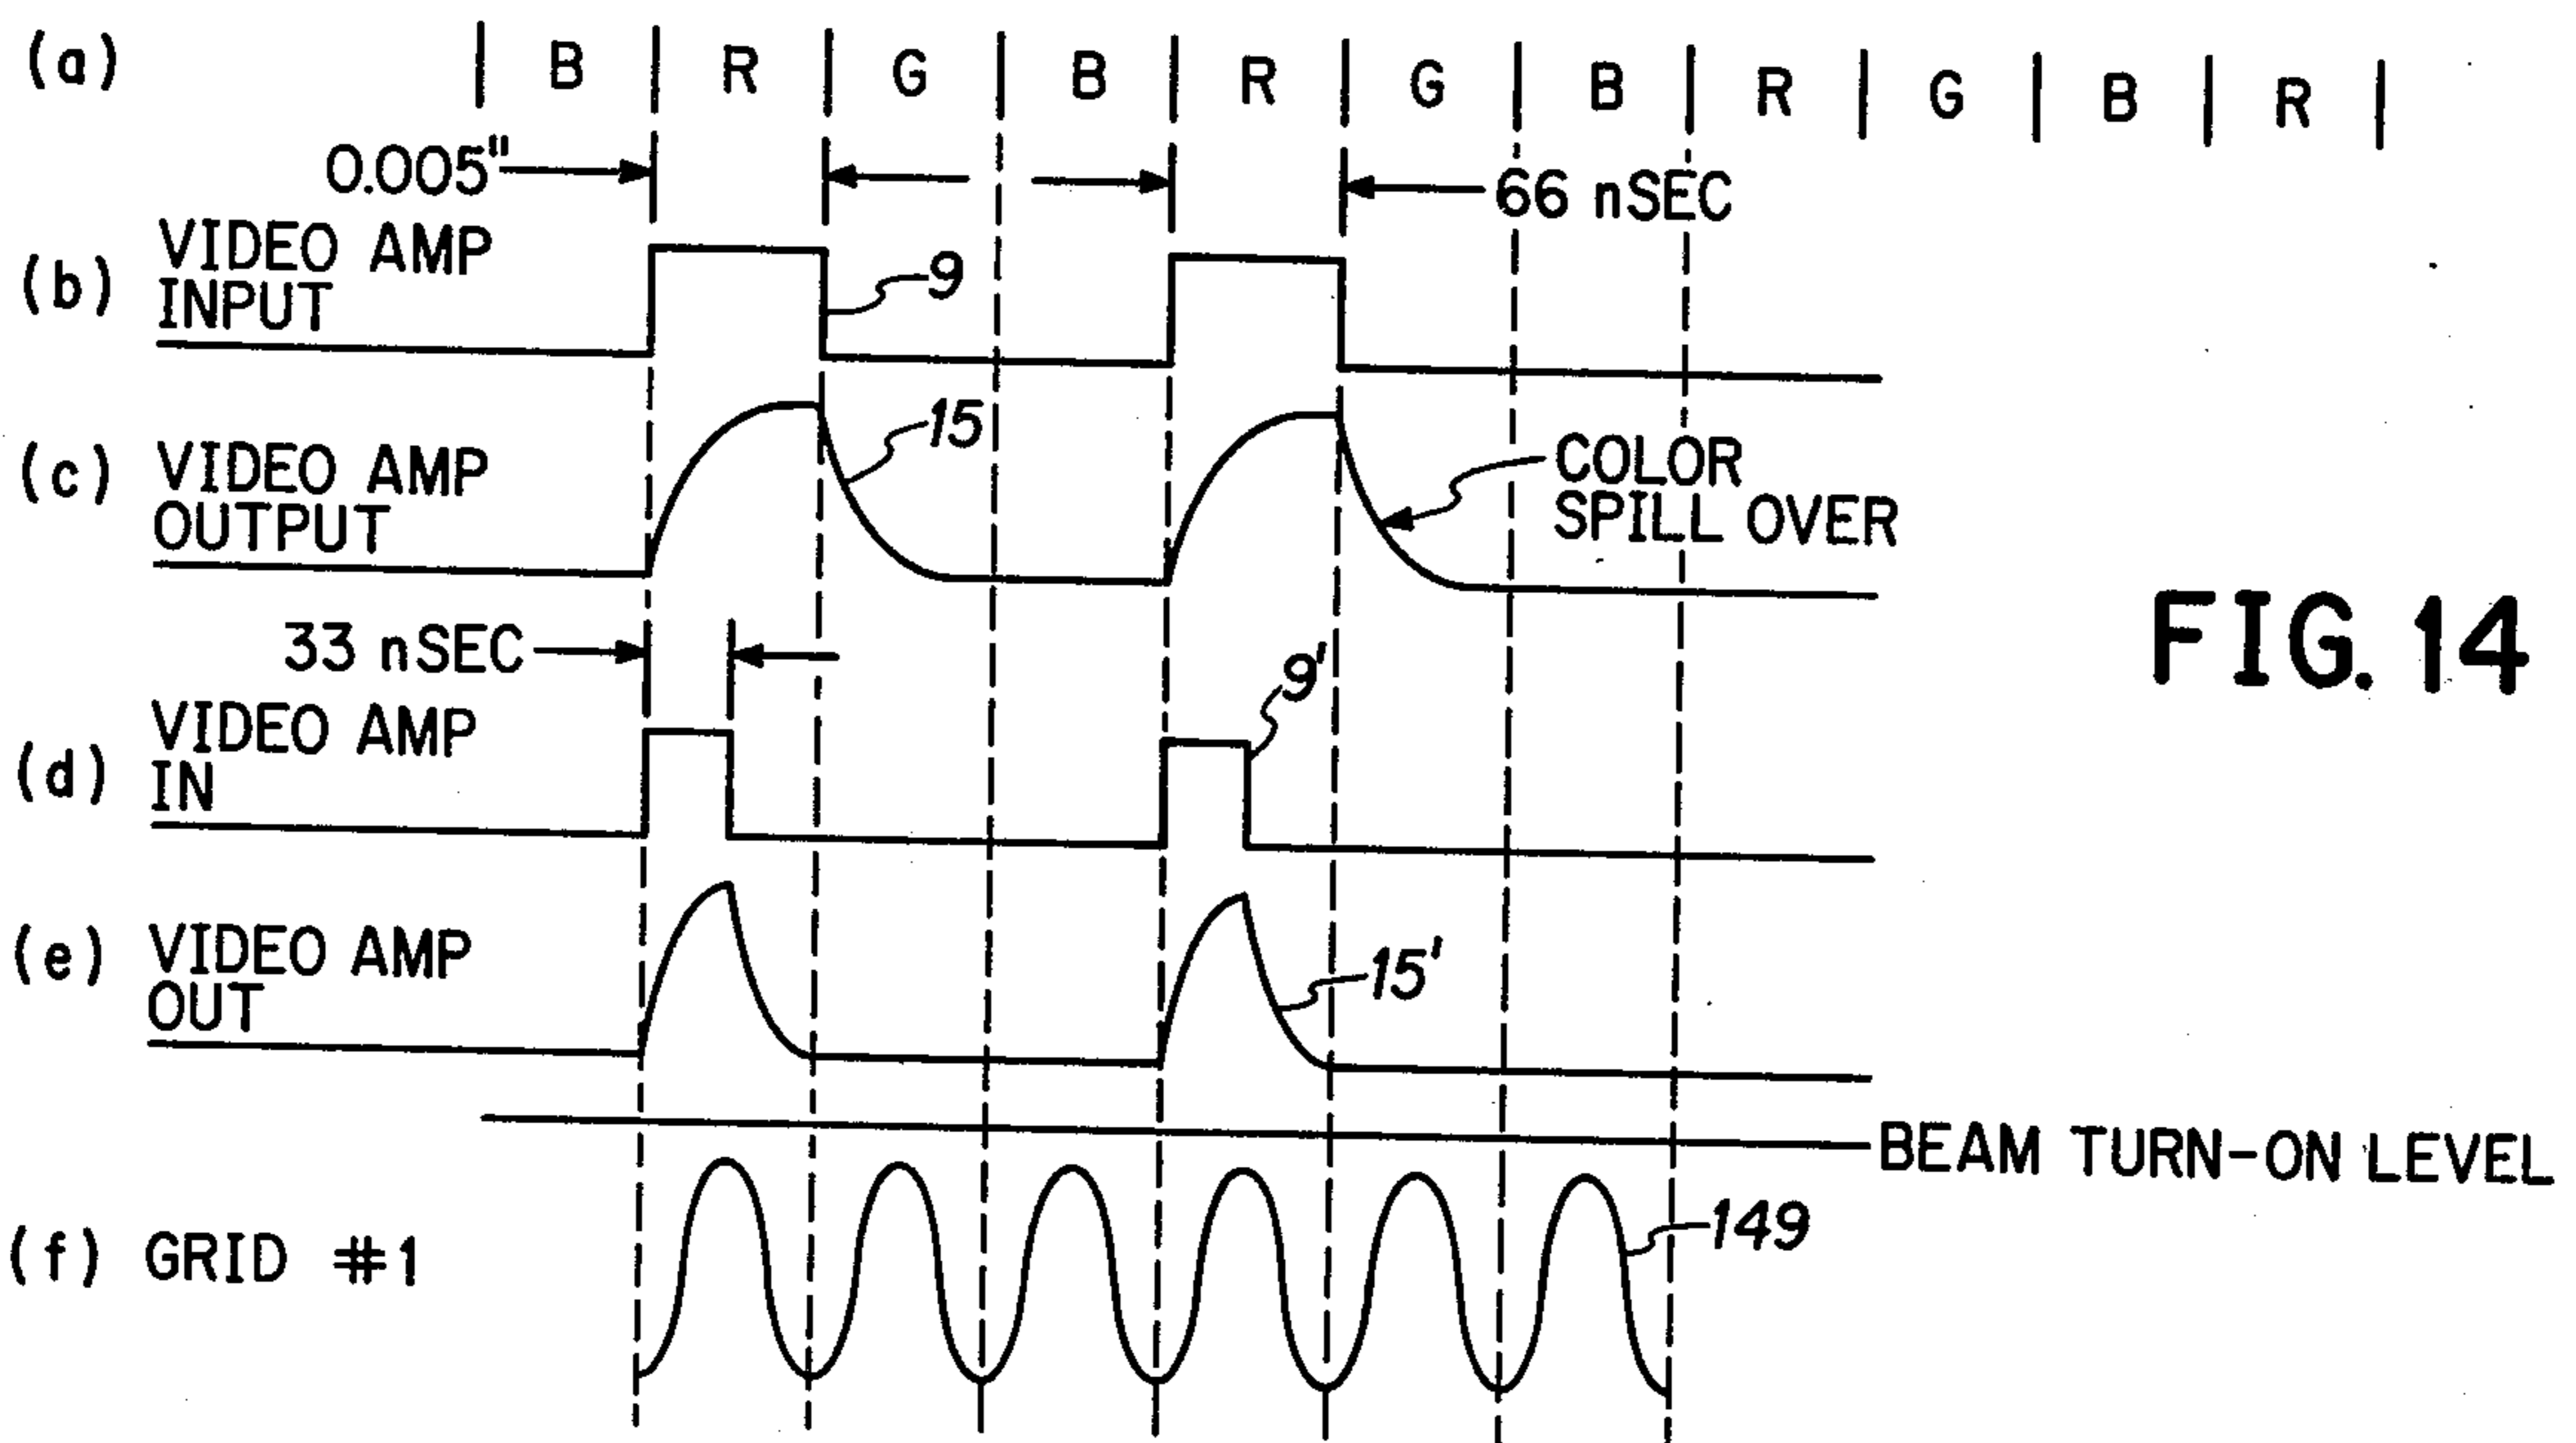 (a) | B | R | G | B | R | G | B | R | G | B | R |
0.005"
66 nSEC
(b) VIDEO AMP
INPUT
9
(c) VIDEO AMP
OUTPUT
15
COLOR
SPILL OVER
33 nSEC
(d) VIDEO AMP
IN
9'
FIG. 14
(e) VIDEO AMP
OUT
15'
BEAM TURN-ON LEVEL
(f) GRID #1
149